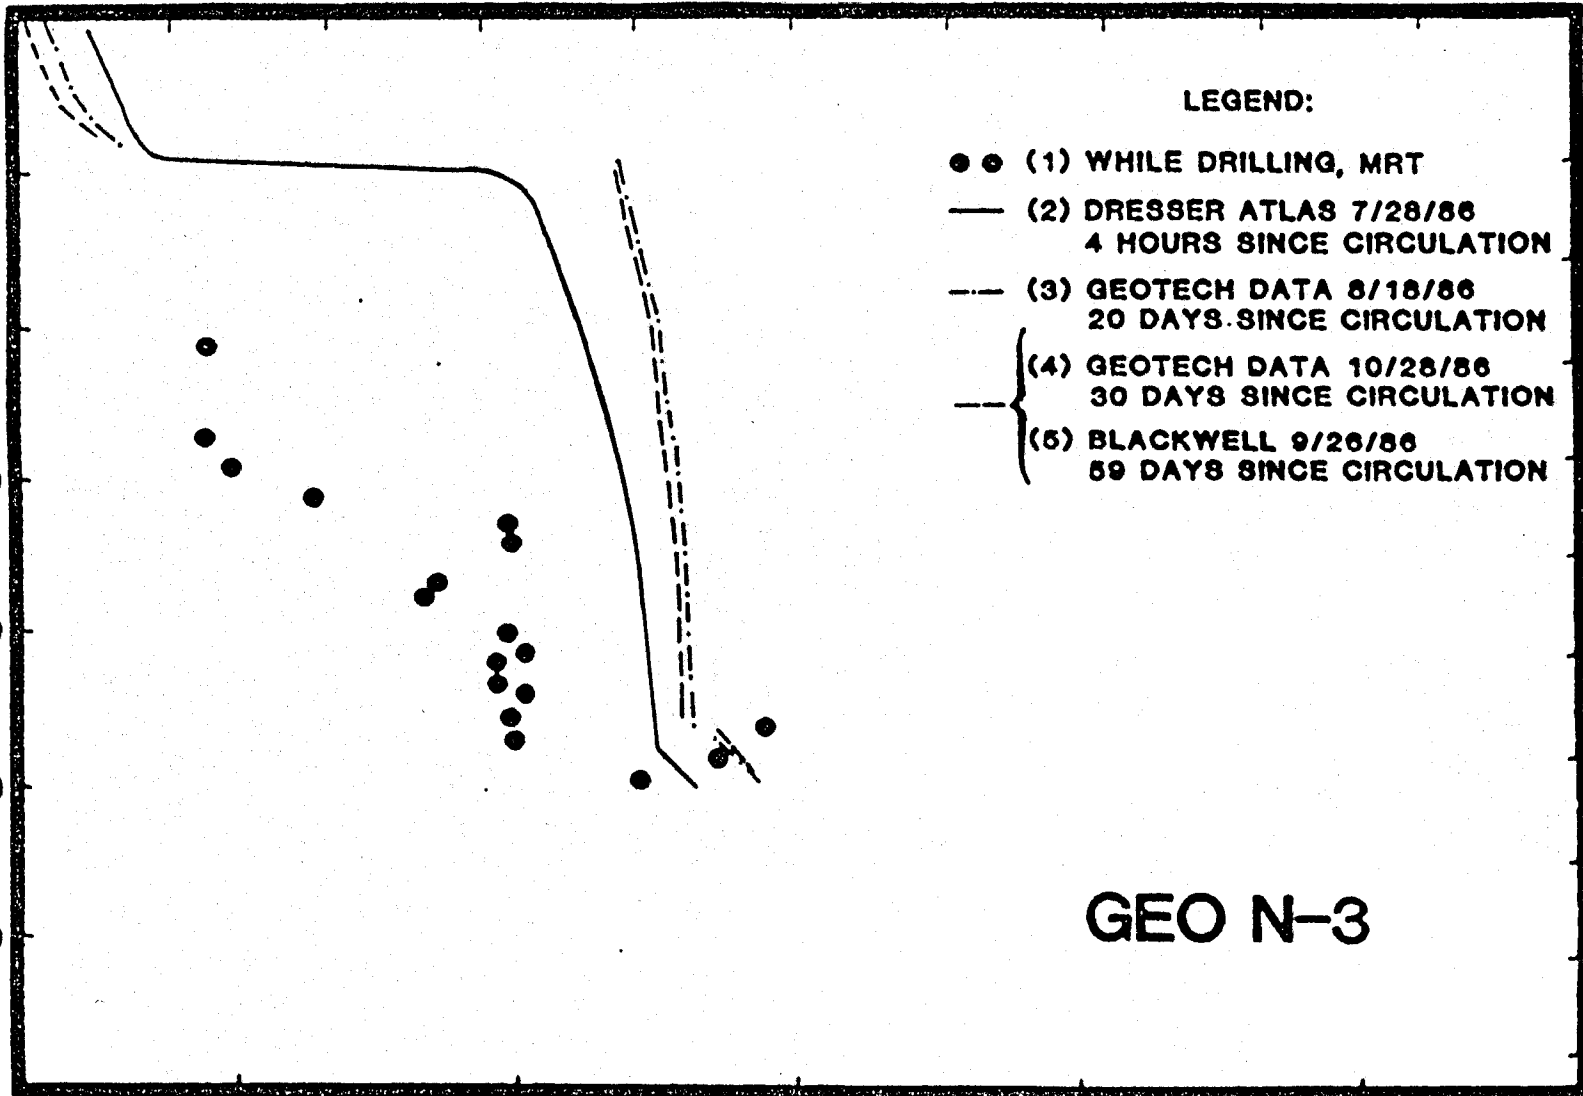 LEGEND:
(1) WHILE DRILLING, MRT
(2) DRESSER ATLAS 7/28/86
4 HOURS SINCE CIRCULATION
(3) GEOTECH DATA 8/18/86
20 DAYS SINCE CIRCULATION
(4) GEOTECH DATA 10/28/86
30 DAYS SINCE CIRCULATION
(5) BLACKWELL 9/26/86
59 DAYS SINCE CIRCULATION
GEO N-3